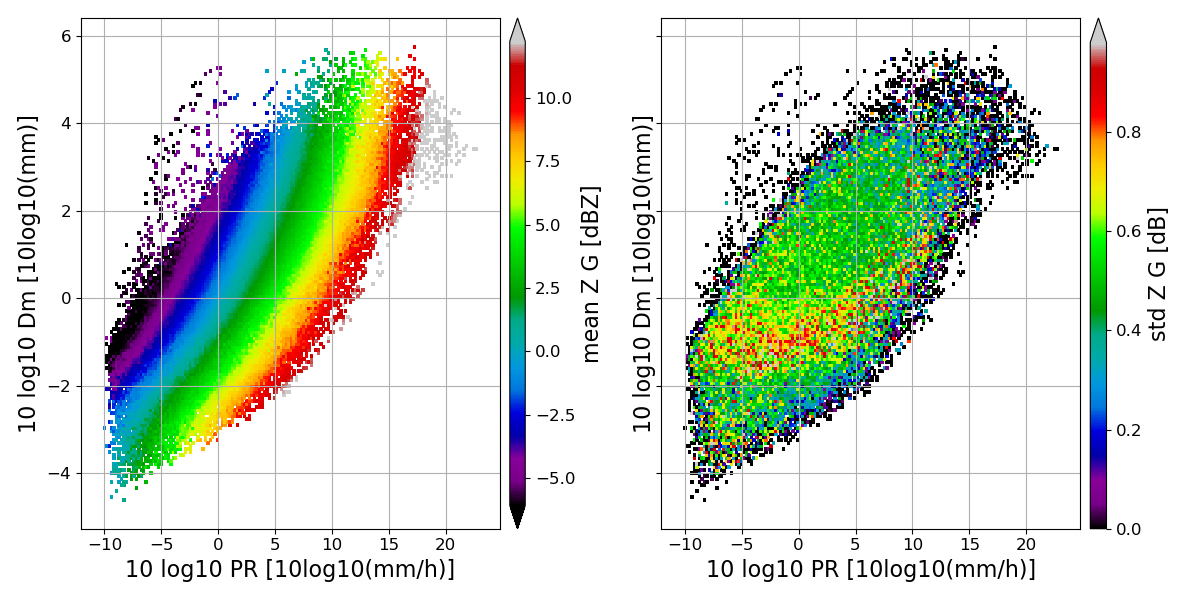 6
4
2
0
−2
−4
10 log10 Dm [10log10(mm)]
−10 −5 0 5 10 15 20
10 log10 PR [10log10(mm/h)]
10.0
7.5
5.0
2.5
0.0
−2.5
−5.0
mean Z G [dBZ]
10 log10 Dm [10log10(mm)]
−10 −5 0 5 10 15 20
10 log10 PR [10log10(mm/h)]
0.8
0.6
0.4
0.2
0.0
std Z G [dB]